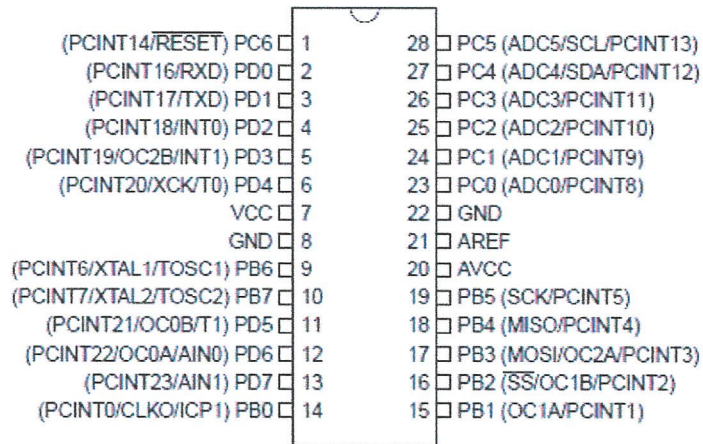 (PCINT14/RESET) PC6 1
(PCINT16/RXD) PD0 2
(PCINT17/TXD) PD1 3
(PCINT18/INT0) PD2 4
(PCINT19/OC2B/INT1) PD3 5
(PCINT20/XCK/T0) PD4 6
VCC 7
GND 8
(PCINT6/XTAL1/TOSC1) PB6 9
(PCINT7/XTAL2/TOSC2) PB7 10
(PCINT21/OC0B/T1) PD5 11
(PCINT22/OC0A/AIN0) PD6 12
(PCINT23/AIN1) PD7 13
(PCINT0/CLKO/ICP1) PB0 14
28 PC5 (ADC5/SCL/PCINT13)
27 PC4 (ADC4/SDA/PCINT12)
26 PC3 (ADC3/PCINT11)
25 PC2 (ADC2/PCINT10)
24 PC1 (ADC1/PCINT9)
23 PC0 (ADC0/PCINT8)
22 GND
21 AREF
20 AVCC
19 PB5 (SCK/PCINT5)
18 PB4 (MISO/PCINT4)
17 PB3 (MOSI/OC2A/PCINT3)
16 PB2 (SS/OC1B/PCINT2)
15 PB1 (OC1A/PCINT1)